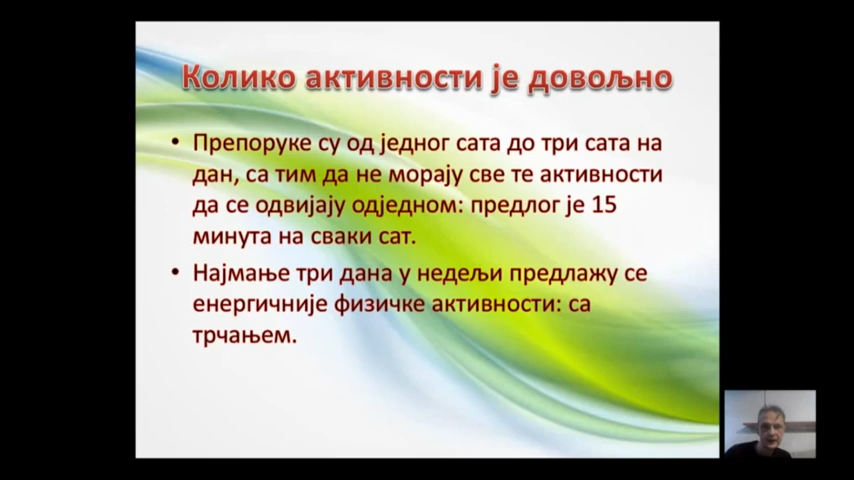 Колико активности је довољно
• Препоруке су од једног сата до три сата на
дан, са тим да не морају све те активности
да се одвијају одједном: предлог је 15
минута на сваки сат.
• Најмање три дана у недељи предлажу се
енергичније физичке активности: са
трчањем.